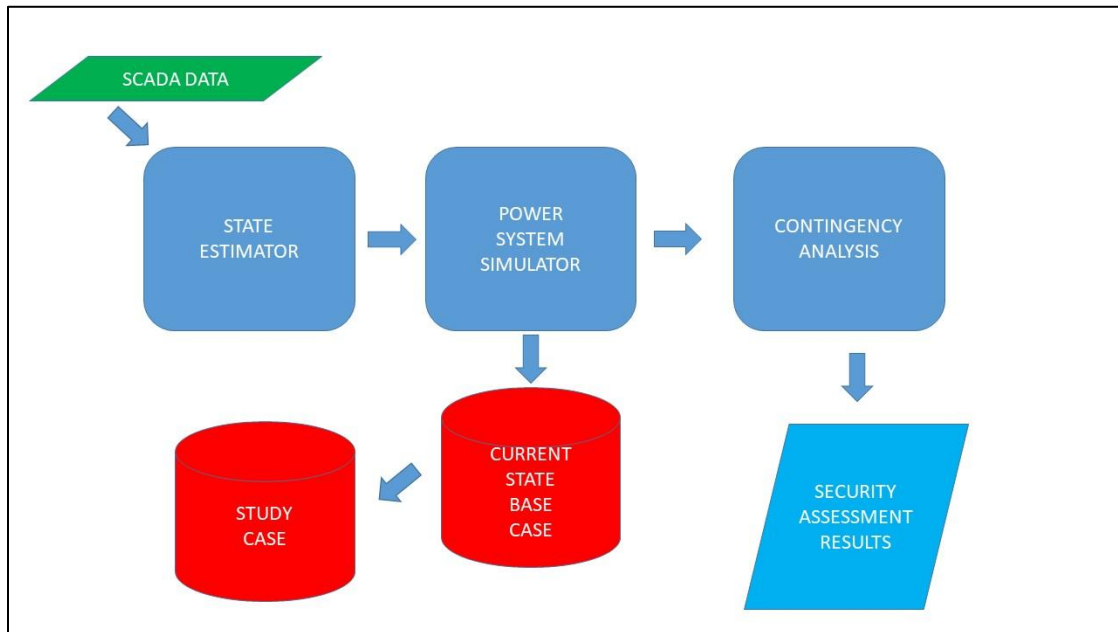 SCADA DATA
STATE
ESTIMATOR
POWER
SYSTEM
SIMULATOR
CONTINGENCY
ANALYSIS
STUDY
CASE
CURRENT
STATE
BASE
CASE
SECURITY
ASSESSMENT
RESULTS